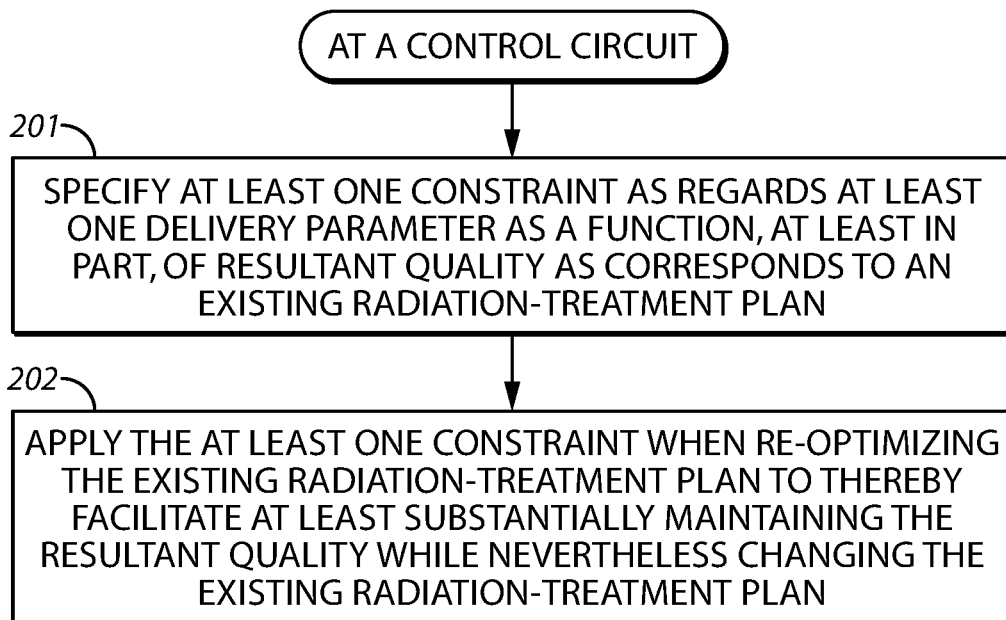 AT A CONTROL CIRCUIT
201
SPECIFY AT LEAST ONE CONSTRAINT AS REGARDS AT LEAST
ONE DELIVERY PARAMETER AS A FUNCTION, AT LEAST IN
PART, OF RESULTANT QUALITY AS CORRESPONDS TO AN
EXISTING RADIATION-TREATMENT PLAN
202
APPLY THE AT LEAST ONE CONSTRAINT WHEN RE-OPTIMIZING
THE EXISTING RADIATION-TREATMENT PLAN TO THEREBY
FACILITATE AT LEAST SUBSTANTIALLY MAINTAINING THE
RESULTANT QUALITY WHILE NEVERTHELESS CHANGING THE
EXISTING RADIATION-TREATMENT PLAN